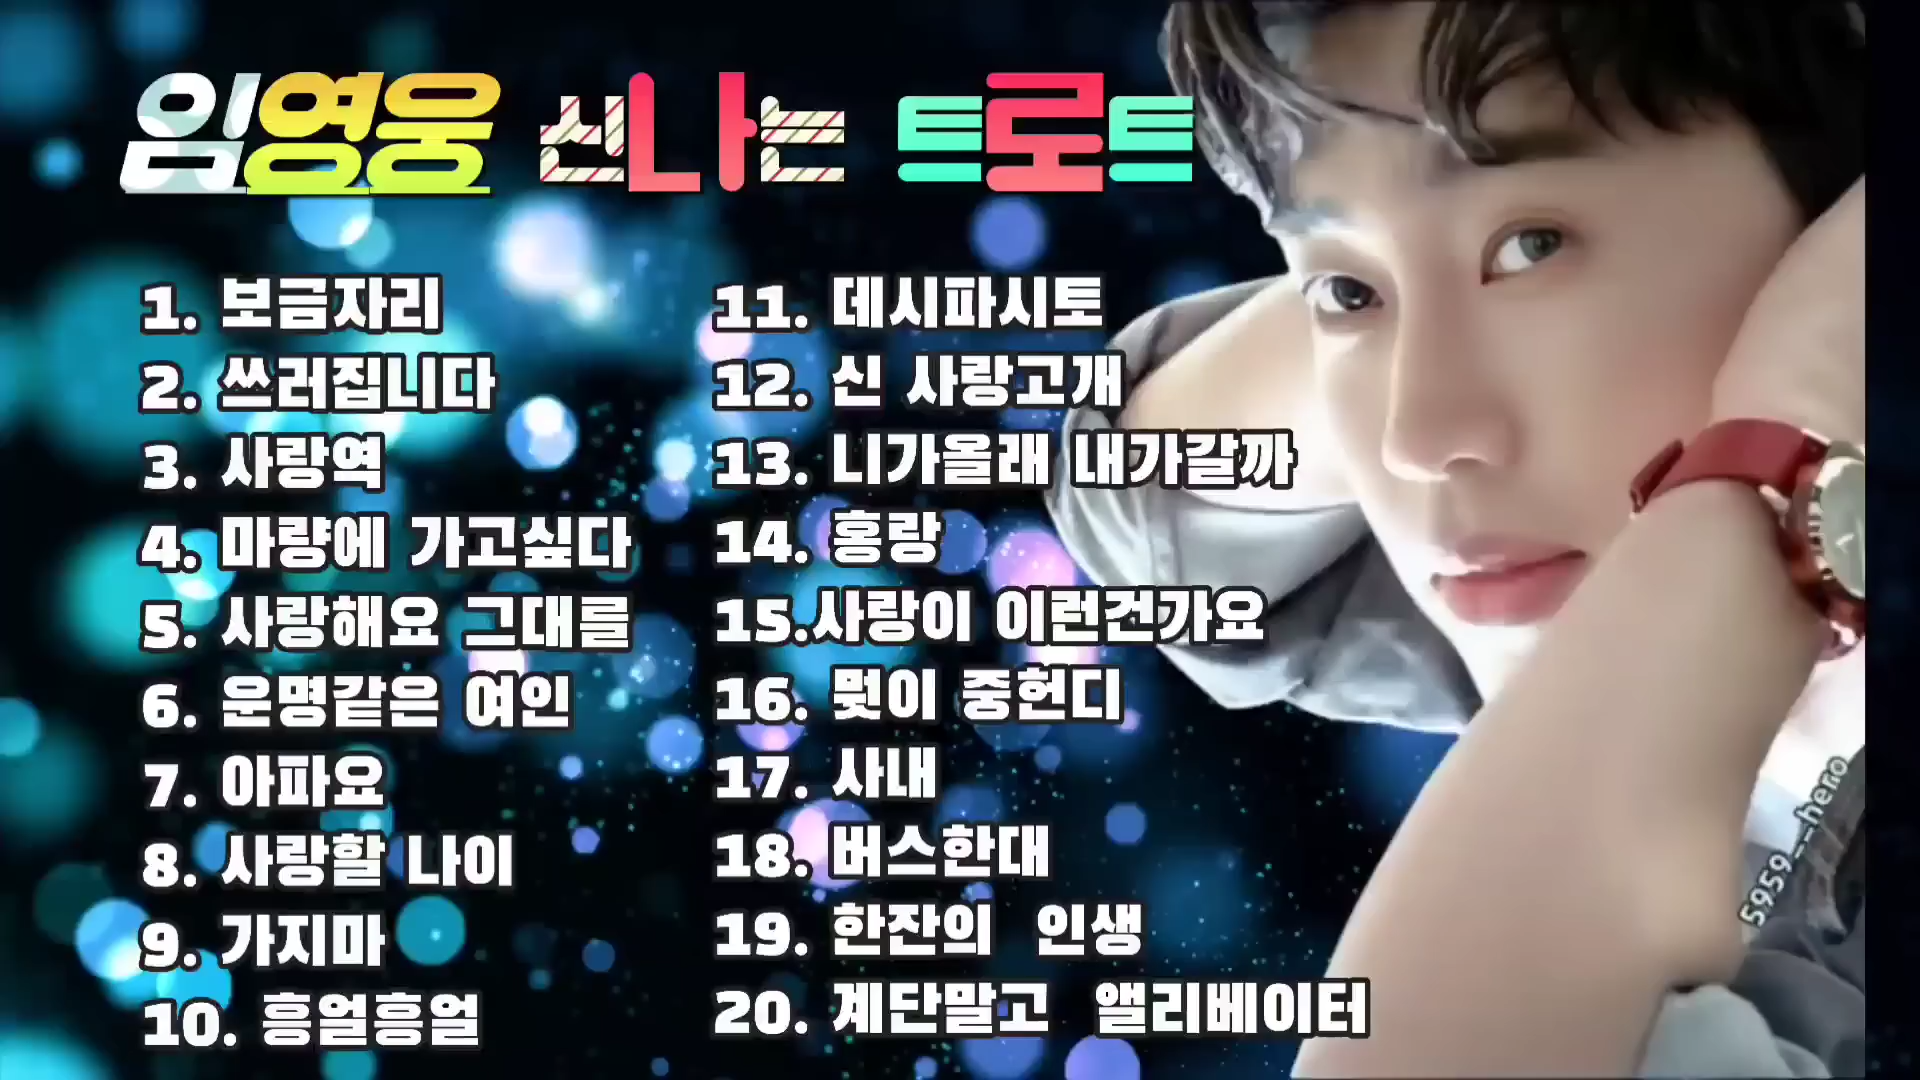 임영웅 신나는 트로트
1. 보금자리
2. 쓰러집니다
3. 사랑역
4. 마량에 가고싶다
5. 사랑해요 그대를
6. 운명같은 여인
7. 아파요
8. 사랑할 나이
9. 가지마
10. 흥얼흥얼
11. 데시파시토
12. 신 사랑고개
13. 니가올래 내가갈까
14. 홍랑
15.사랑이 이런건가요
16. 뭣이 중헌디
17. 사내
18. 버스한대
19. 한잔의 인생
20. 계단말고 앨리베이터
5959__hero